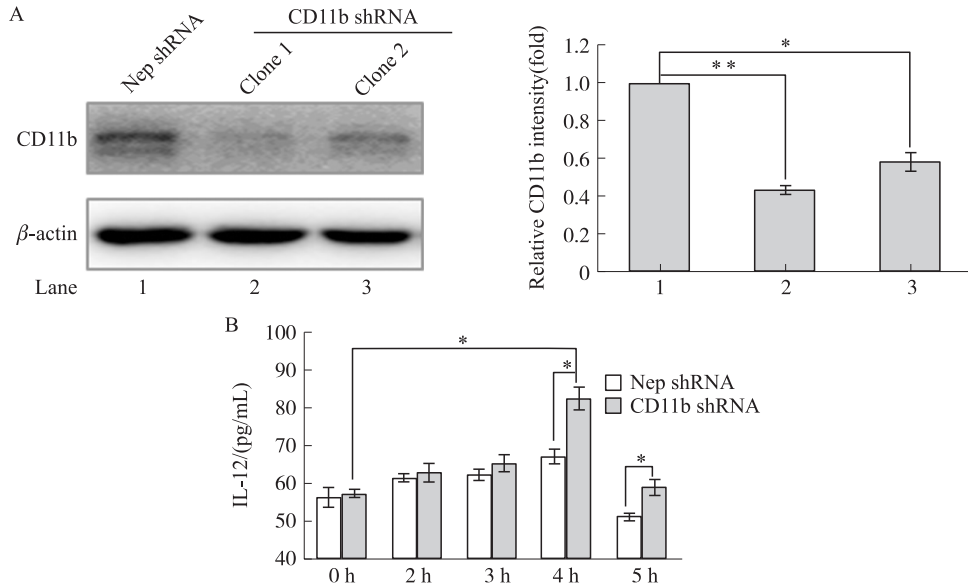 A
CD11b shRNA
Nep shRNA
Clone 1
Clone 2
CD11b
β-actin
Lane
1
2
3
Relative CD11b intensity(fold)
1.2
1.0
0.8
0.6
0.4
0.2
0
*
**
1
2
3
B
IL-12/(pg/mL)
100
90
80
70
60
50
40
*
*
*
Nep shRNA
CD11b shRNA
0 h
2 h
3 h
4 h
5 h